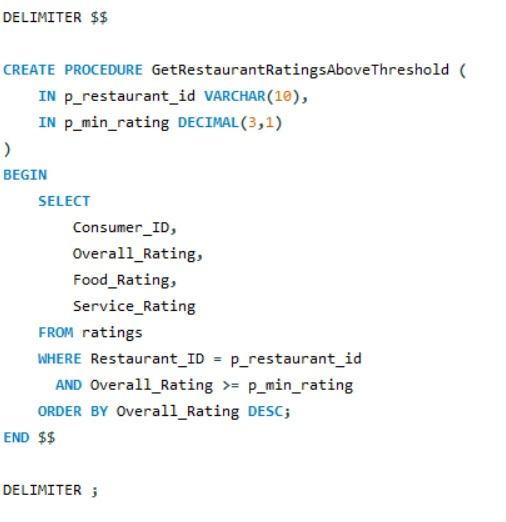 DELIMITER $$
CREATE PROCEDURE GetRestaurantRatingsAboveThreshold (
    IN p_restaurant_id VARCHAR(10),
    IN p_min_rating DECIMAL(3,1)
)
BEGIN
    SELECT
        Consumer_ID,
        Overall_Rating,
        Food_Rating,
        Service_Rating
    FROM ratings
    WHERE Restaurant_ID = p_restaurant_id
      AND Overall_Rating >= p_min_rating
    ORDER BY Overall_Rating DESC;
END $$
DELIMITER ;